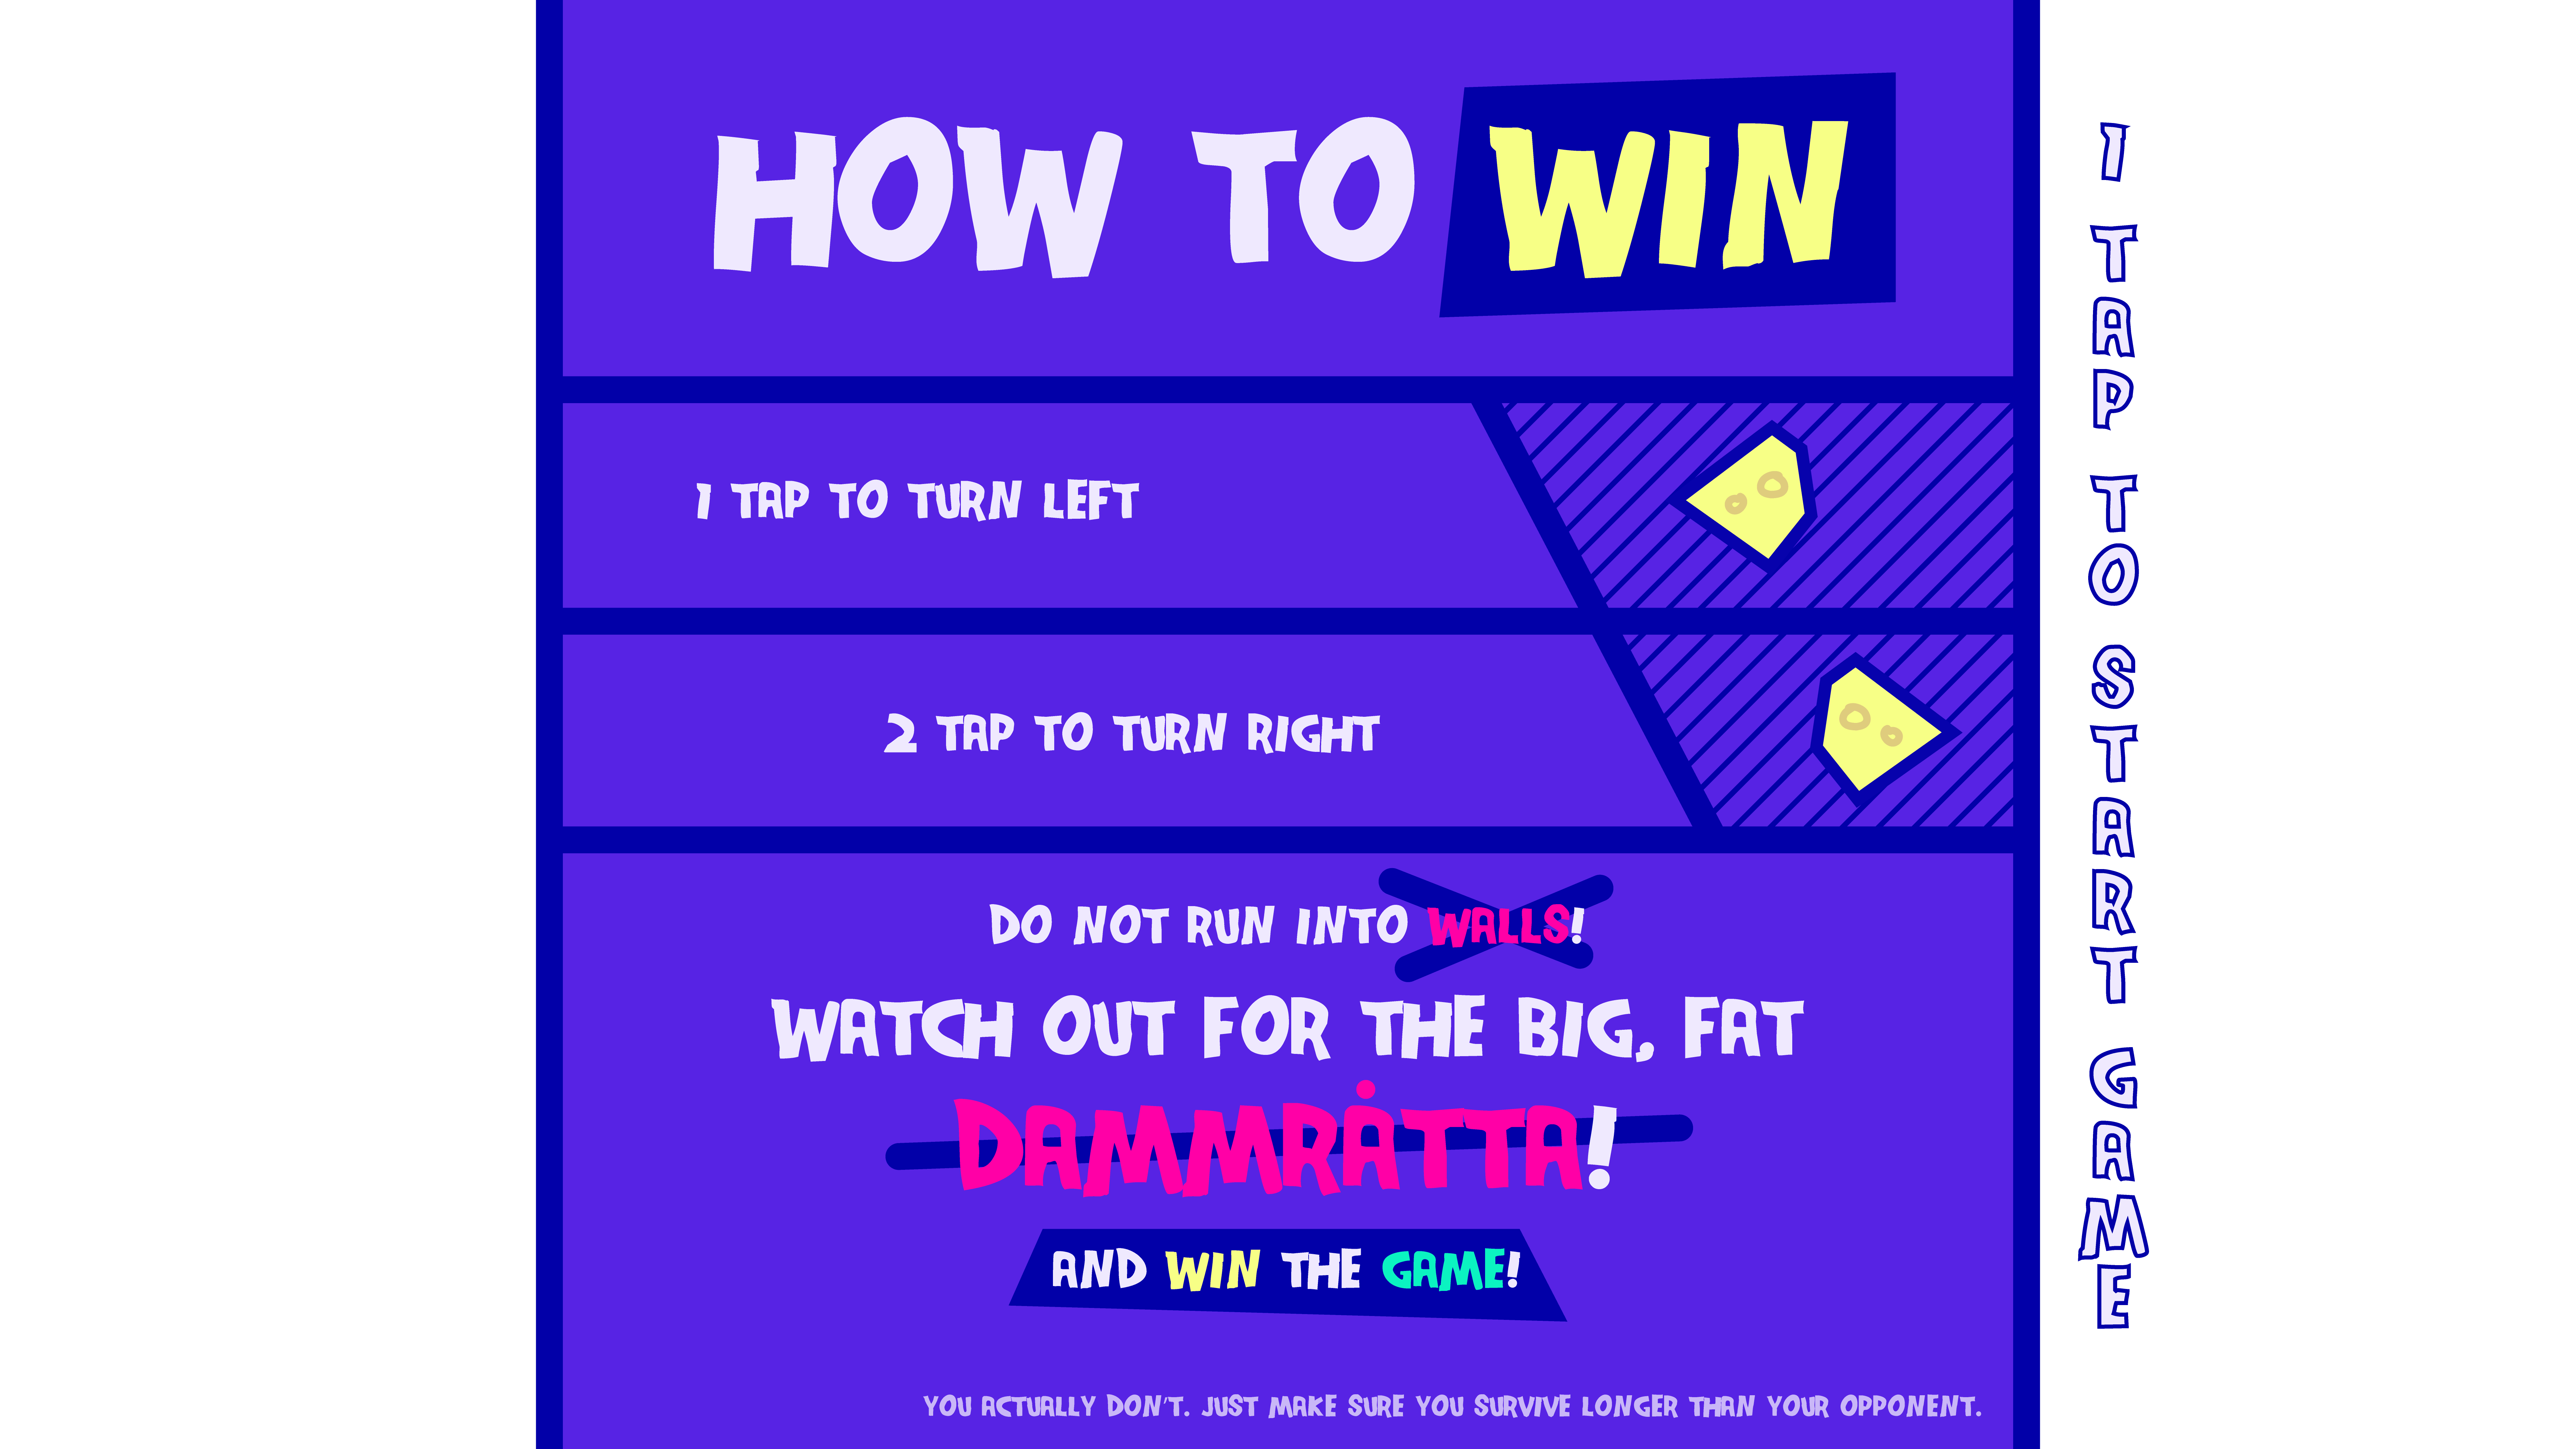 HOW TO WIN
1 TAP TO TURN LEFT
2 TAP TO TURN RIGHT
DO NOT RUN INTO WALLS!
WATCH OUT FOR THE BIG, FAT
DAMMRÅTTA!
AND WIN THE GAME!
YOU ACTUALLY DON'T. JUST MAKE SURE YOU SURVIVE LONGER THAN YOUR OPPONENT.
1 TAP TO START GAME